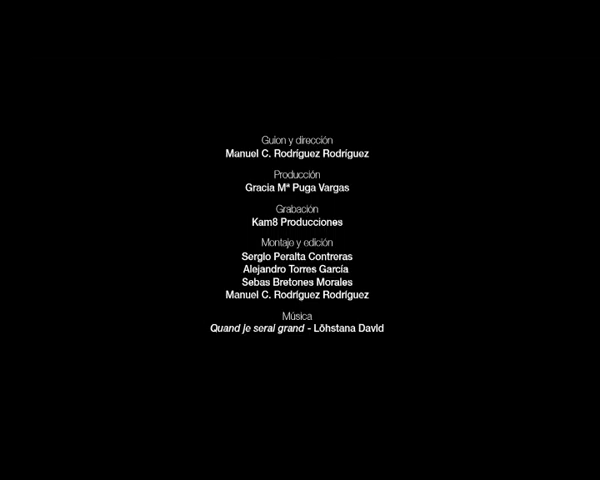 Guion y dirección
Manuel C. Rodríguez Rodríguez
Producción
Gracia Mª Puga Vargas
Grabación
Kam8 Producciones
Montaje y edición
Sergio Peralta Contreras
Alejandro Torres García
Sebas Bretones Morales
Manuel C. Rodríguez Rodríguez
Música
Quand je serai grand - Lôhstana David